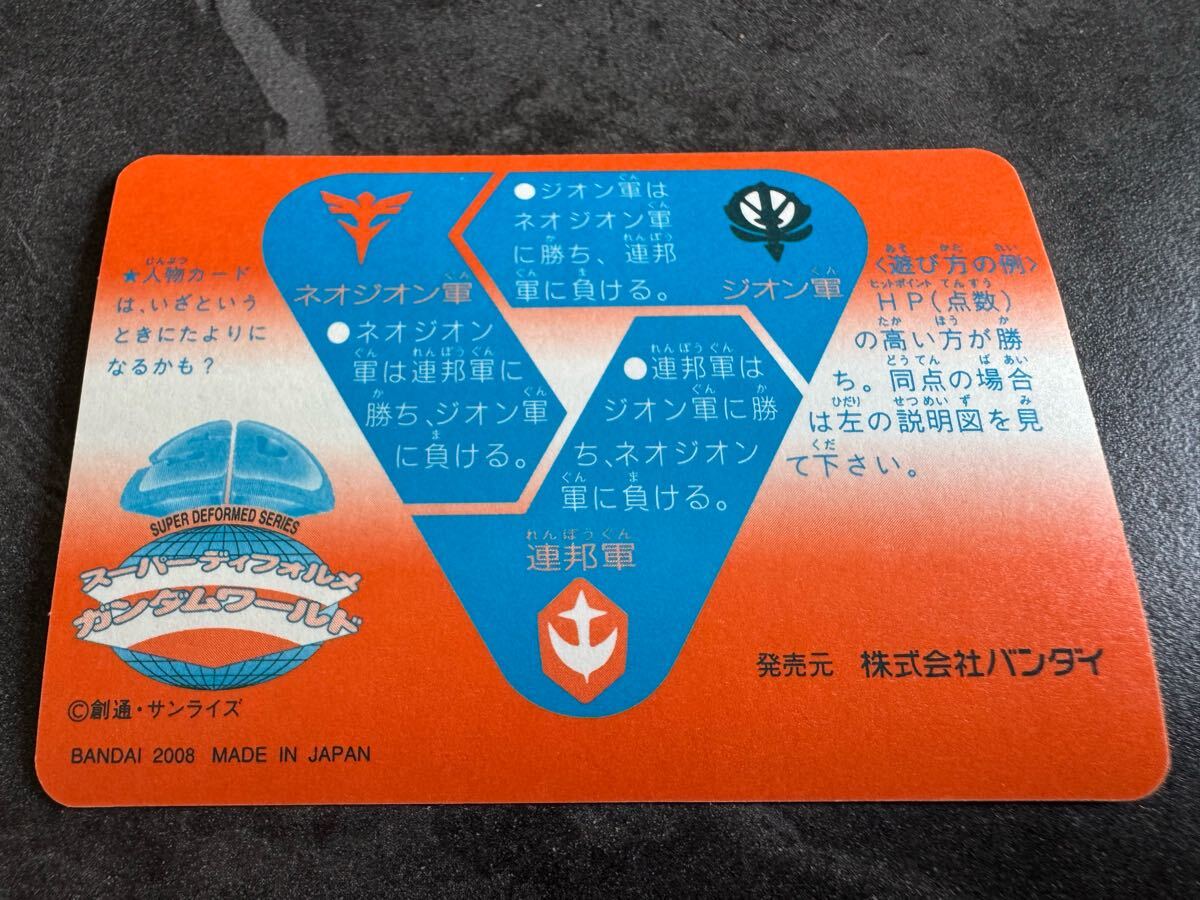 ★人物カード
は、いざという
ときにたよりに
なるかも?
ネオジオン軍
●ジオン軍は
ネオジオン軍
に勝ち、連邦
軍に負ける。
ジオン軍
●ネオジオン
軍は連邦軍に
勝ち、ジオン軍
に負ける。
●連邦軍は
ジオン軍に勝
ち、ネオジオン
軍に負ける。
連邦軍
<遊び方の例>
HP(点数)
の高い方が勝
ち。同点の場合
は左の説明図を見
て下さい。
SUPER DEFORMED SERIES
スーパーディフォルメ
ガンダムワールド
©創通・サンライズ
BANDAI 2008 MADE IN JAPAN
発売元 株式会社バンダイ